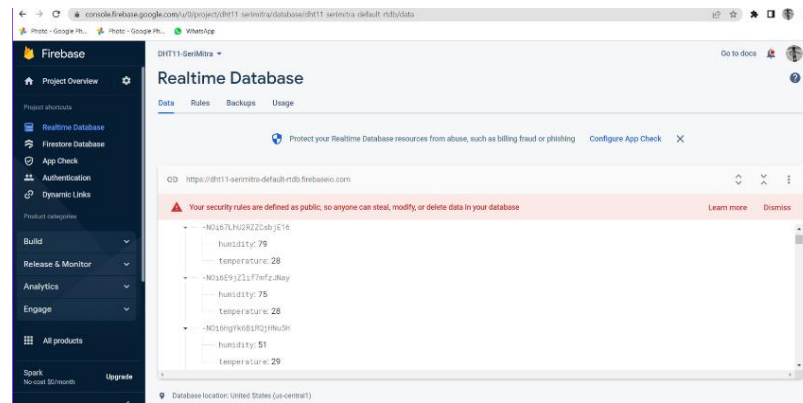 console.firebase.google.com/u/0/project/dht11-serimitra/database/dht11-serimitra-default-rtdb/data
Photo - Google Ph... Photo - Google Ph... WhatsApp
Firebase
DHT11-SeriMitra
Go to docs
Project Overview
Realtime Database
Project shortcuts
Data Rules Backups Usage
Realtime Database
Firestore Database
App Check
Authentication
Dynamic Links
Product categories
Build
Release & Monitor
Analytics
Engage
All products
Spark
No-cost $0/month
Upgrade
Protect your Realtime Database resources from abuse, such as billing fraud or phishing Configure App Check
https://dht11-serimitra-default-rtdb.firebaseio.com
Your security rules are defined as public, so anyone can steal, modify, or delete data in your database Learn more Dismiss
humidity: 79
temperature: 28
humidity: 75
temperature: 28
humidity: 51
temperature: 29
Database location: United States (us-central1)